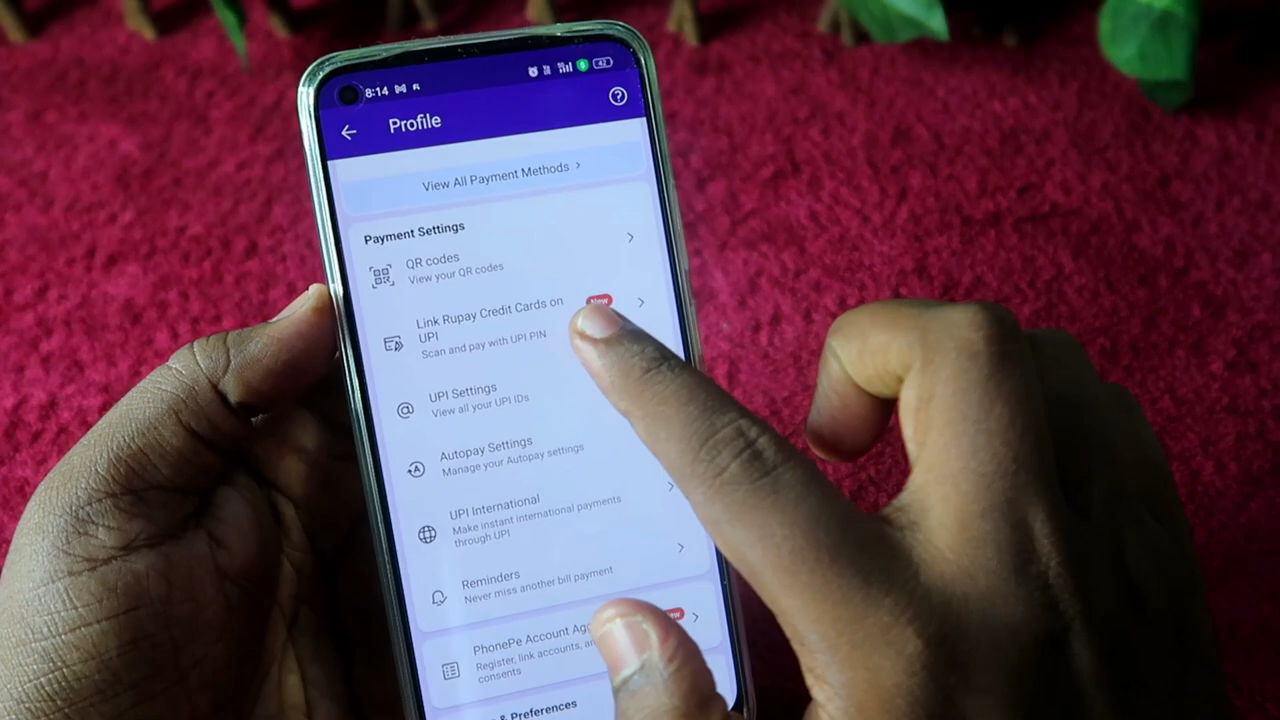 8:14
42
Profile
View All Payment Methods
Payment Settings
QR codes
View your QR codes
Link Rupay Credit Cards on
UPI
New
Scan and pay with UPI PIN
UPI Settings
View all your UPI IDs
Autopay Settings
Manage your Autopay settings
UPI International
Make instant international payments
through UPI
Reminders
Never miss another bill payment
PhonePe Account
Register, link accounts,
consents
& Preferences